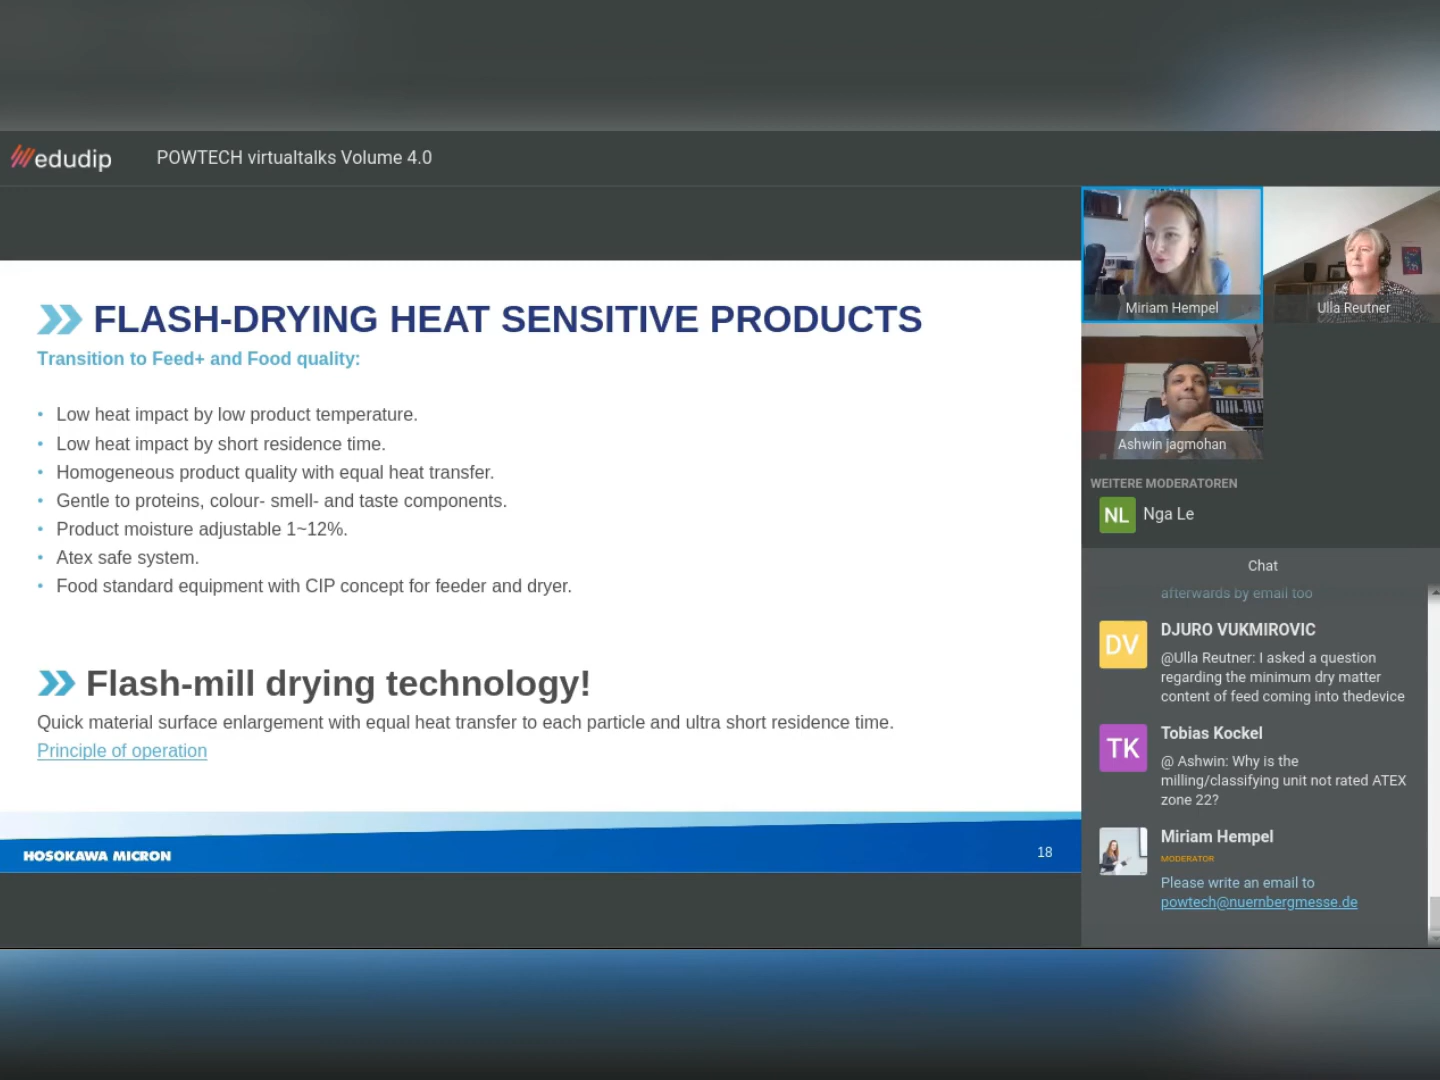 edudip
POWTECH virtualtalks Volume 4.0
FLASH-DRYING HEAT SENSITIVE PRODUCTS
Transition to Feed+ and Food quality:
• Low heat impact by low product temperature.
• Low heat impact by short residence time.
• Homogeneous product quality with equal heat transfer.
• Gentle to proteins, colour- smell- and taste components.
• Product moisture adjustable 1~12%.
• Atex safe system.
• Food standard equipment with CIP concept for feeder and dryer.
Flash-mill drying technology!
Quick material surface enlargement with equal heat transfer to each particle and ultra short residence time.
Principle of operation
HOSOKAWA MICRON
18
Miriam Hempel
Ulla Reutner
Ashwin jagmohan
WEITERE MODERATOREN
NL
Nga Le
Chat
afterwards by email too
DV
DJURO VUKMIROVIC
@Ulla Reutner: I asked a question
regarding the minimum dry matter
content of feed coming into thedevice
TK
Tobias Kockel
@ Ashwin: Why is the
milling/classifying unit not rated ATEX
zone 22?
Miriam Hempel
MODERATOR
Please write an email to
powtech@nuernbergmesse.de